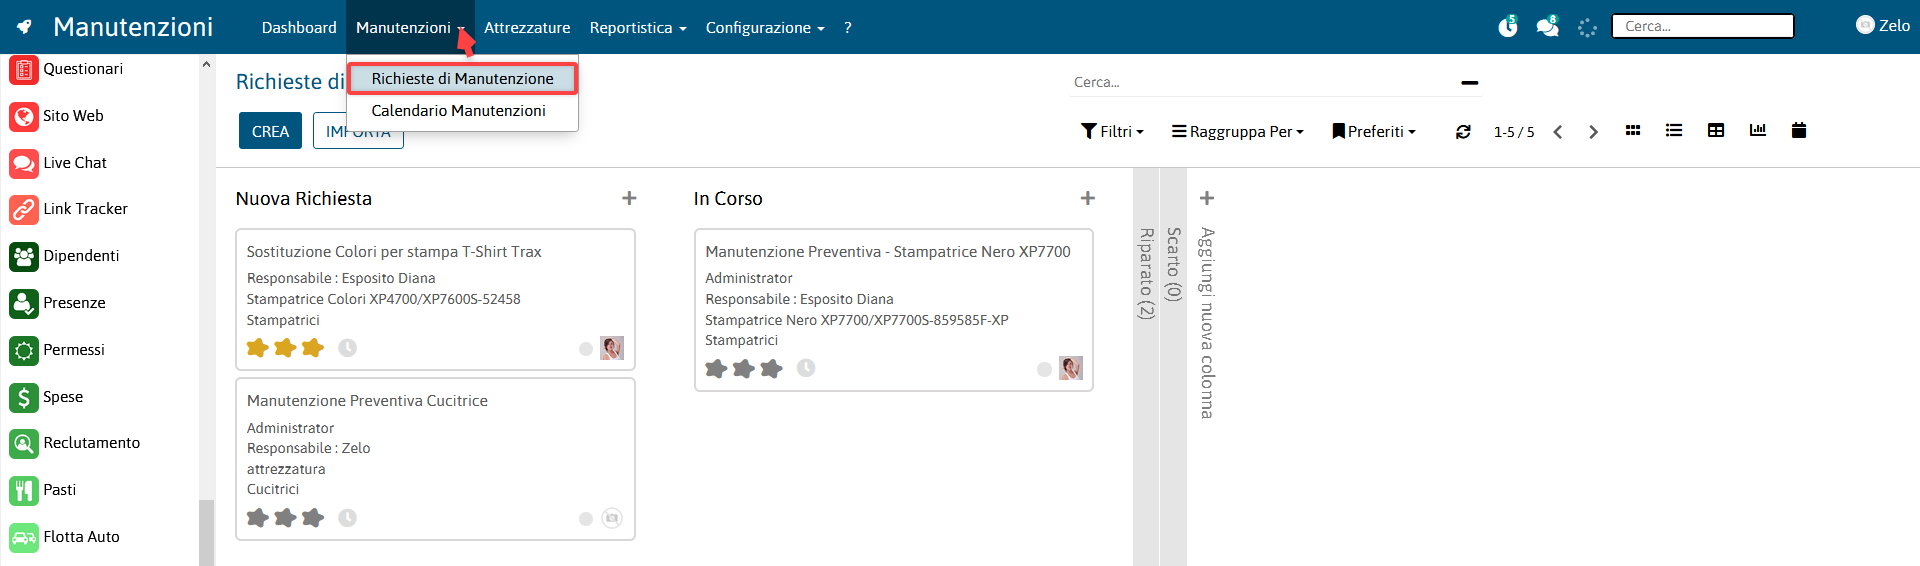 Manutenzioni
Dashboard
Manutenzioni
Attrezzature
Reportistica
Configurazione
?
5
8
Cerca...
Zelo
Questionari
Sito Web
Live Chat
Link Tracker
Dipendenti
Presenze
Permessi
Spese
Reclutamento
Pasti
Flotta Auto
Richieste di
Richieste di Manutenzione
Calendario Manutenzioni
Cerca...
CREA
IMPORTA
Filtri
Raggruppa Per
Preferiti
1-5 / 5
Nuova Richiesta
Sostituzione Colori per stampa T-Shirt Trax
Responsabile : Esposito Diana
Stampatrice Colori XP4700/XP7600S-52458
Stampatrici
Manutenzione Preventiva Cucitrice
Administrator
Responsabile : Zelo
attrezzatura
Cucitrici
In Corso
Manutenzione Preventiva - Stampatrice Nero XP7700
Administrator
Responsabile : Esposito Diana
Stampatrice Nero XP7700/XP7700S-859585F-XP
Stampatrici
Riparato (2)
Scarto (0)
Aggiungi nuova colonna